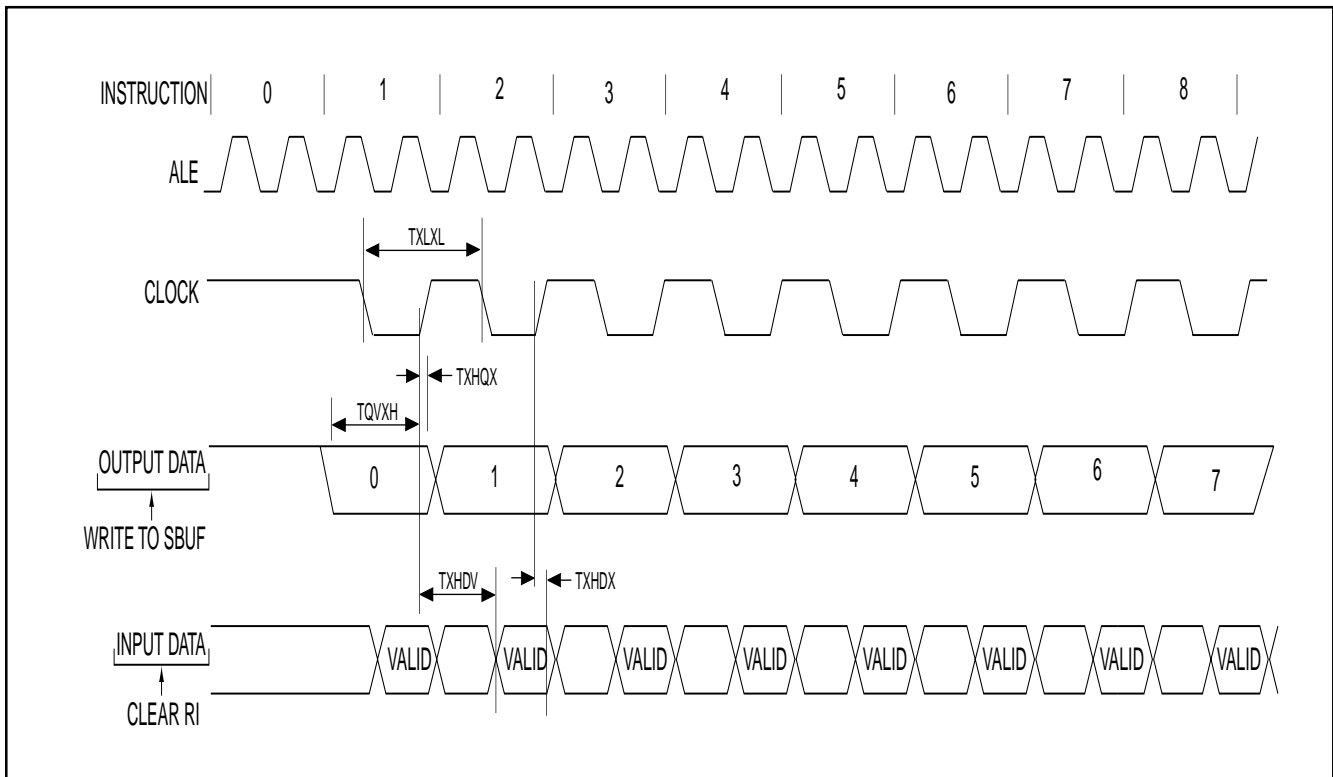 INSTRUCTION 0 1 2 3 4 5 6 7 8
ALE
TXLXL
CLOCK
TXHQX
TQVXH
OUTPUT DATA 0 1 2 3 4 5 6 7
WRITE TO SBUF
TXHDV TXHDX
INPUT DATA VALID VALID VALID VALID VALID VALID VALID VALID
CLEAR RI